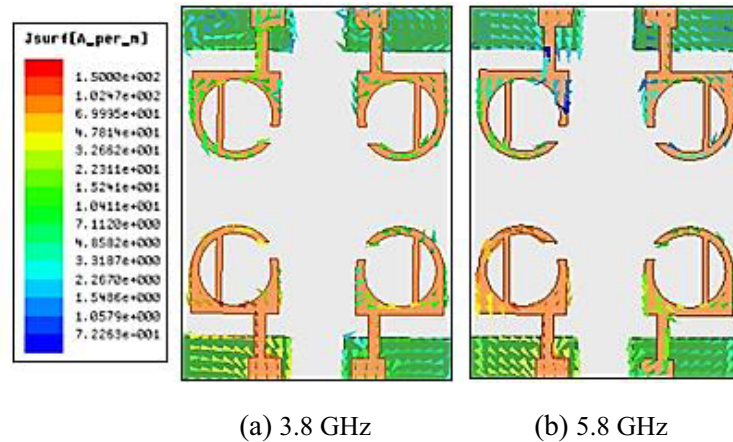 Jsurf[A_per_m]
1.5000e+002
1.0247e+002
6.9995e+001
4.7814e+001
3.2662e+001
2.2311e+001
1.5241e+001
1.0411e+001
7.1120e+000
4.8582e+000
3.3187e+000
2.2670e+000
1.5486e+000
1.0579e+000
7.2263e-001
(a) 3.8 GHz
(b) 5.8 GHz